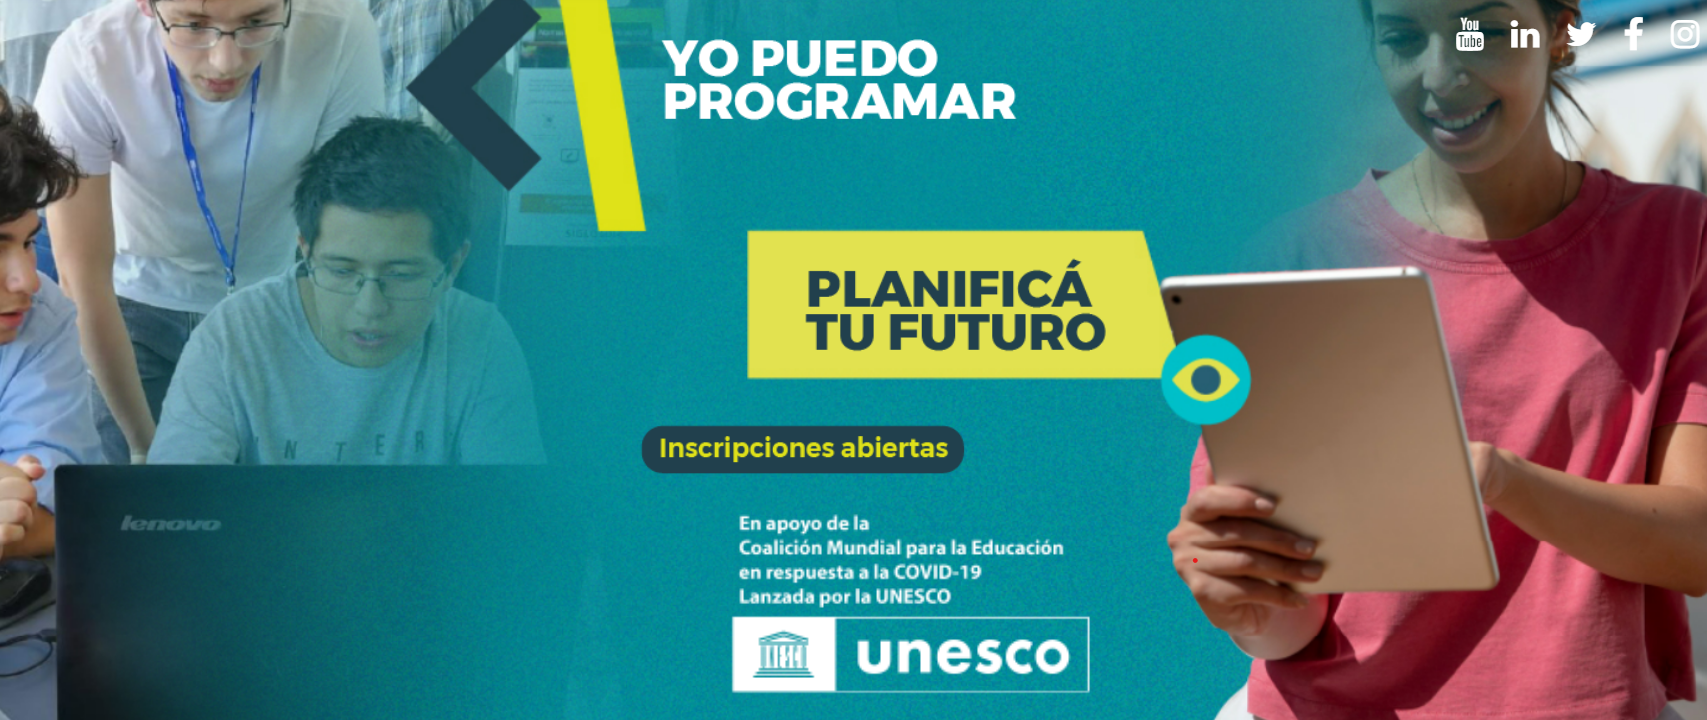 You
Tube
in
YO PUEDO
PROGRAMAR
PLANIFICÁ
TU FUTURO
INTER
Inscripciones abiertas
lenovo
En apoyo de la
Coalición Mundial para la Educación
en respuesta a la COVID-19
Lanzada por la UNESCO
unesco